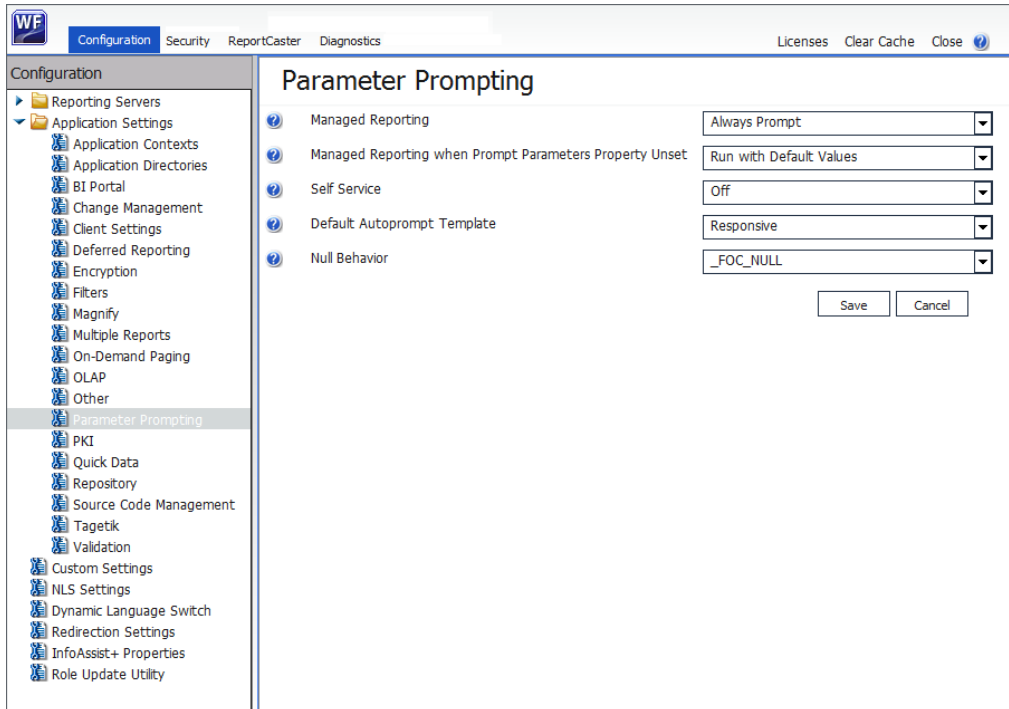 WF
Configuration Security ReportCaster Diagnostics Licenses Clear Cache Close ?
Configuration
Reporting Servers
Application Settings
Application Contexts
Application Directories
BI Portal
Change Management
Client Settings
Deferred Reporting
Encryption
Filters
Magnify
Multiple Reports
On-Demand Paging
OLAP
Other
Parameter Prompting
PKI
Quick Data
Repository
Source Code Management
Tagetik
Validation
Custom Settings
NLS Settings
Dynamic Language Switch
Redirection Settings
InfoAssist+ Properties
Role Update Utility
Parameter Prompting
? Managed Reporting Always Prompt
? Managed Reporting when Prompt Parameters Property Unset Run with Default Values
? Self Service Off
? Default Autoprompt Template Responsive
? Null Behavior _FOC_NULL
Save Cancel